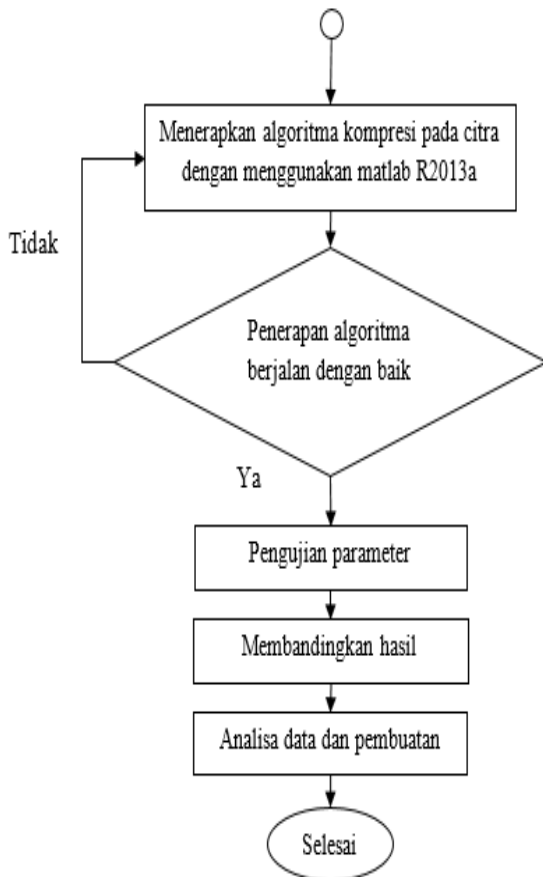 Menerapkan algoritma kompresi pada citra
dengan menggunakan matlab R2013a
Tidak
Penerapan algoritma
berjalan dengan baik
Ya
Pengujian parameter
Membandingkan hasil
Analisa data dan pembuatan
Selesai